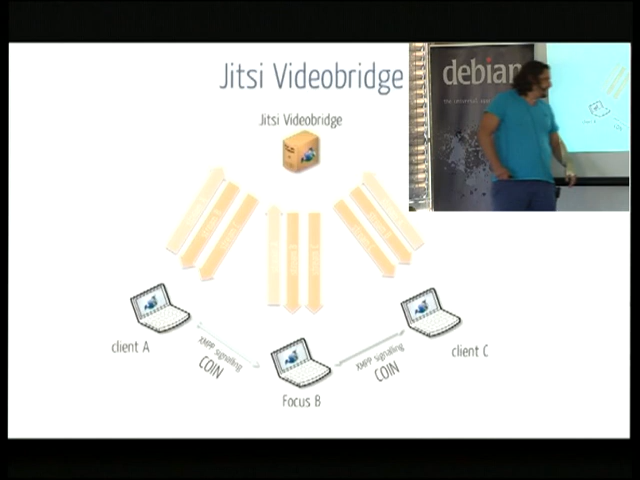 Jitsi Videobridge
debian
Jitsi Videobridge
client A
XMPP signalling
COIN
XMPP signalling
COIN
client C
Focus B